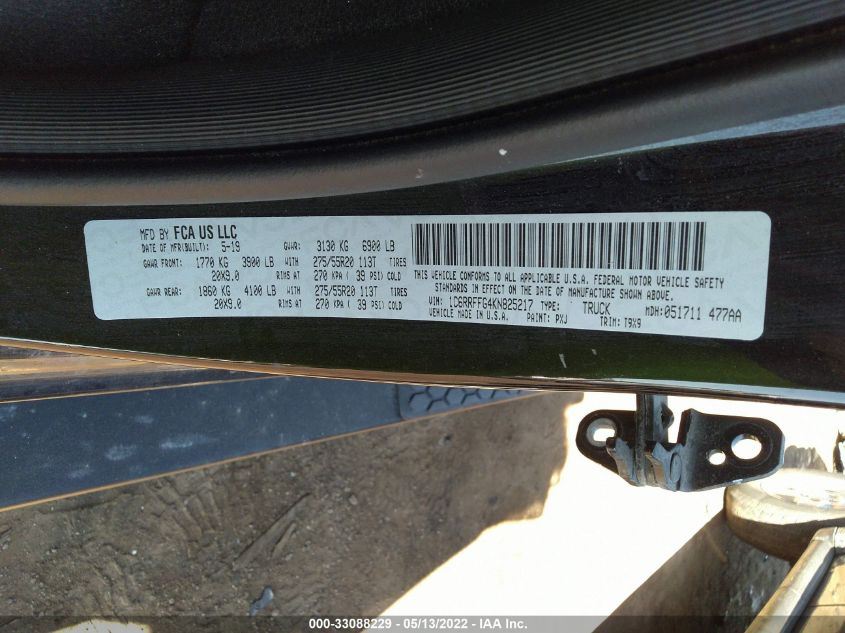 MFD BY FCA US LLC
DATE OF MFR(BUILT): 5-19 GVWR: 3130 KG 6900 LB
GAWR FRONT: 1770 KG 3900 LB WITH 275/55R20 113T TIRES
20X9.0 RIMS AT 270 KPA ( 39 PSI) COLD
GAWR REAR: 1860 KG 4100 LB WITH 275/55R20 113T TIRES
20X9.0 RIMS AT 270 KPA ( 39 PSI) COLD
THIS VEHICLE CONFORMS TO ALL APPLICABLE U.S.A. FEDERAL MOTOR VEHICLE SAFETY
STANDARDS IN EFFECT ON THE DATE OF MANUFACTURE SHOWN ABOVE.
VIN: 1C6RRFFG4KN825217 TYPE: TRUCK MDH:051711 477AA
VEHICLE MADE IN U.S.A. PAINT: PXJ TRIM: T9X9
000-33088229 - 05/13/2022 - IAA Inc.